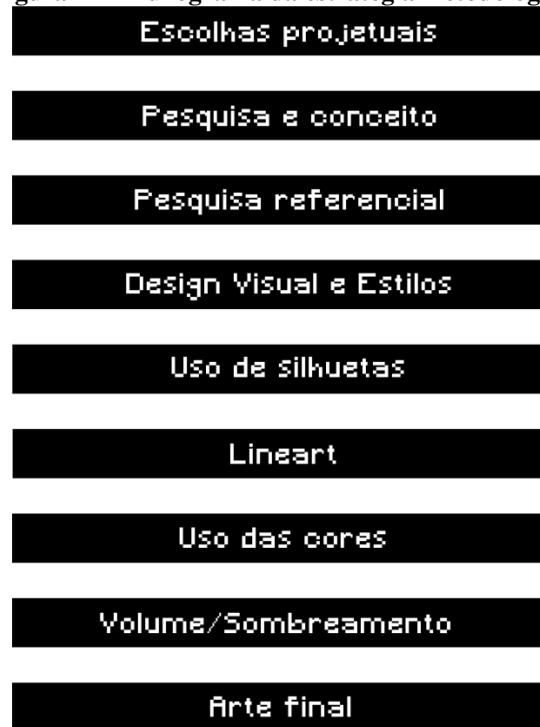 Escolhas projetuais
Pesquisa e conceito
Pesquisa referencial
Design Visual e Estilos
Uso de silhuetas
Lineart
Uso das cores
Volume/Sombreamento
Arte final